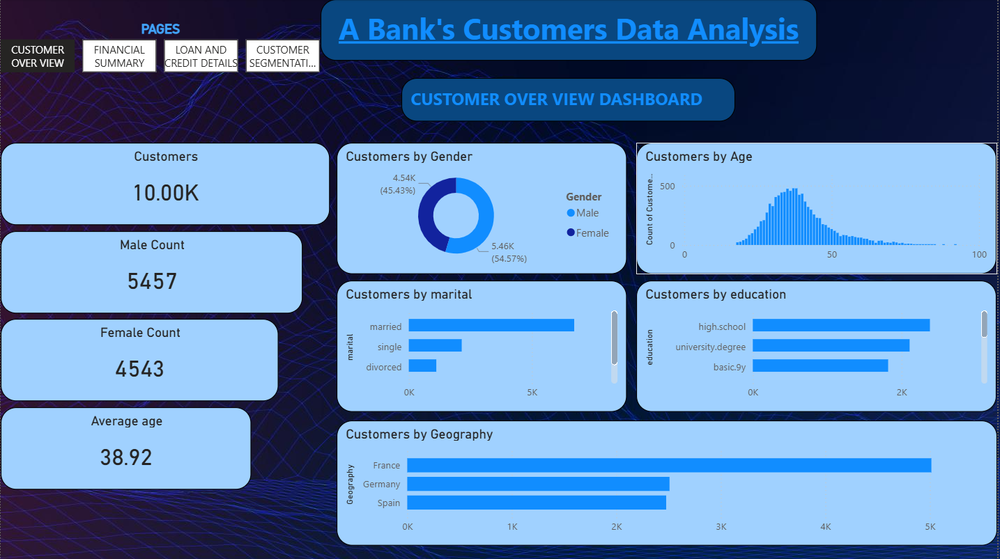 PAGES
CUSTOMER
OVER VIEW
FINANCIAL
SUMMARY
LOAN AND
CREDIT DETAILS
CUSTOMER
SEGMENTATI...
A Bank's Customers Data Analysis
CUSTOMER OVER VIEW DASHBOARD
Customers
10.00K
Male Count
5457
Female Count
4543
Average age
38.92
Customers by Gender
4.54K
(45.43%)
5.46K
(54.57%)
Gender
Male
Female
Customers by Age
Count of Custome...
500
0
0
50
100
Customers by marital
marital
married
single
divorced
0K
5K
Customers by education
education
high.school
university.degree
basic.9y
0K
2K
Customers by Geography
Geography
France
Germany
Spain
0K
1K
2K
3K
4K
5K